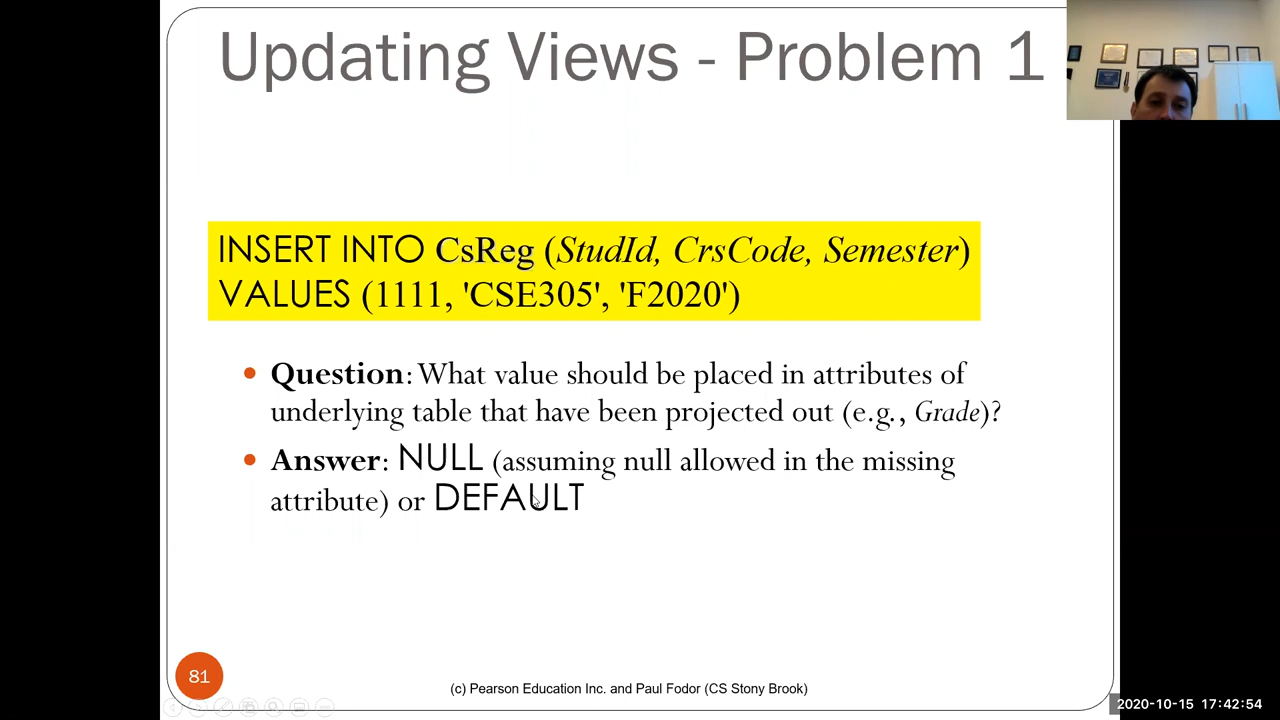 Updating Views - Problem 1
INSERT INTO CsReg (StudId, CrsCode, Semester)
VALUES (1111, 'CSE305', 'F2020')
• Question: What value should be placed in attributes of
underlying table that have been projected out (e.g., Grade)?
• Answer: NULL (assuming null allowed in the missing
attribute) or DEFAULT
81
(c) Pearson Education Inc. and Paul Fodor (CS Stony Brook)
2020-10-15 17:42:54